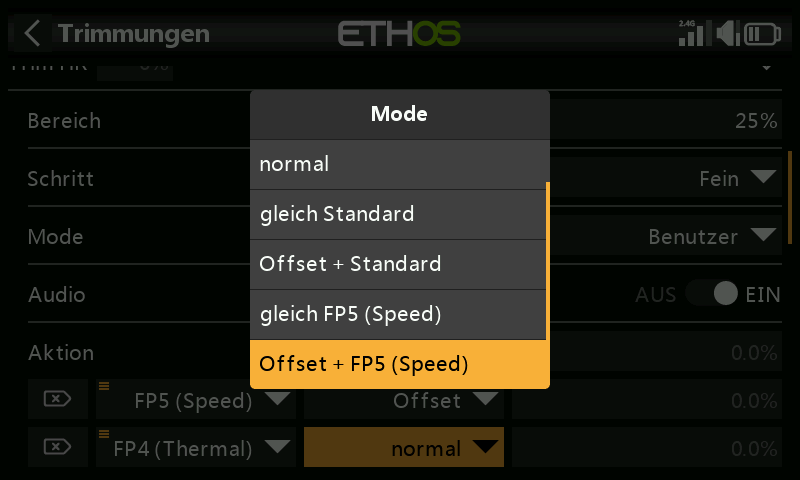 Trimmungen
ETHOS
2.4G
Mode
Bereich
25%
normal
Schritt
Fein
gleich Standard
Mode
Benutzer
Offset + Standard
Audio
AUS
EIN
gleich FP5 (Speed)
Aktion
0.0%
Offset + FP5 (Speed)
FP5 (Speed)
Offset
0.0%
FP4 (Thermal)
normal
0.0%